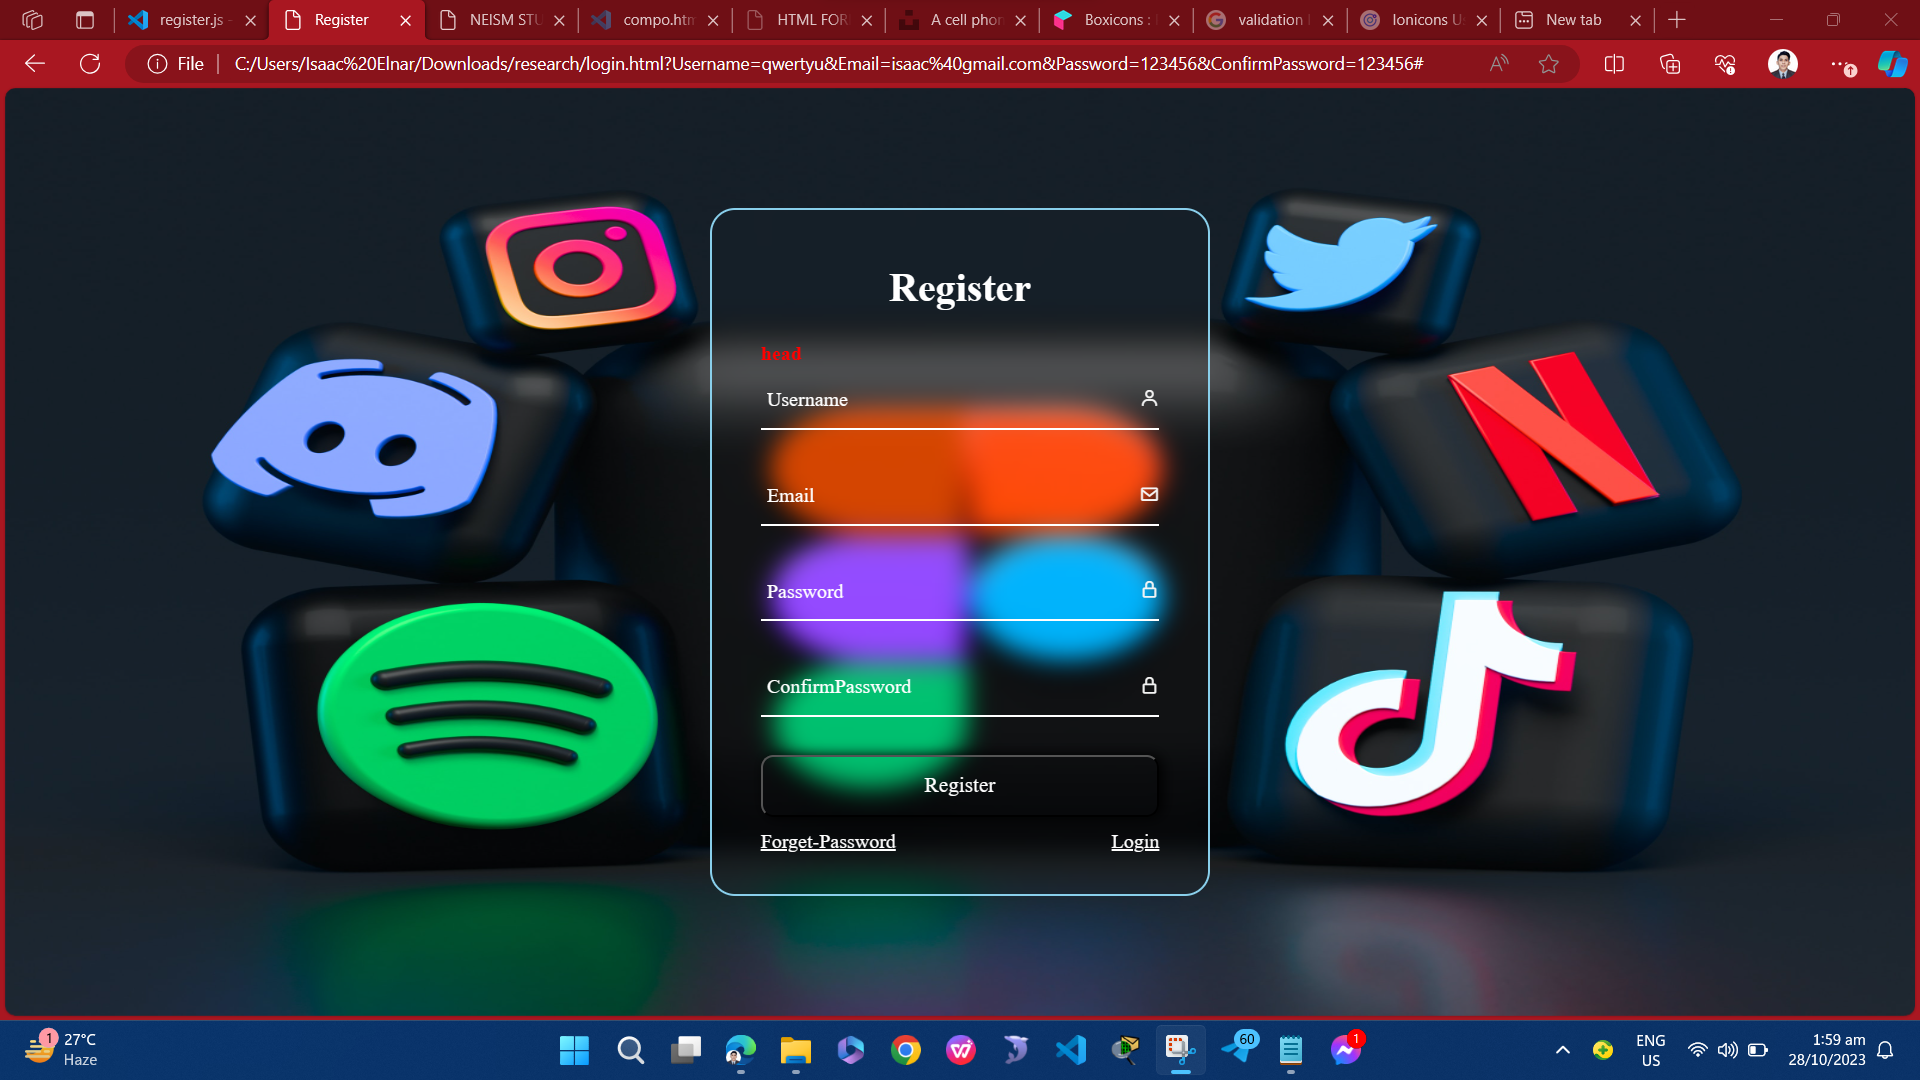 register.js -
Register
NEISM STU
compo.htm
HTML FOR
A cell phon
Boxicons :
validation
Ionicons U
New tab
File
C:/Users/Isaac%20Elnar/Downloads/research/login.html?Username=qwertyu&Email=isaac%40gmail.com&Password=123456&ConfirmPassword=123456#
Register
head
Username
Email
Password
ConfirmPassword
Register
Forget-Password Login
1
27°C
Haze
60
1
ENG
US
1:59 am
28/10/2023